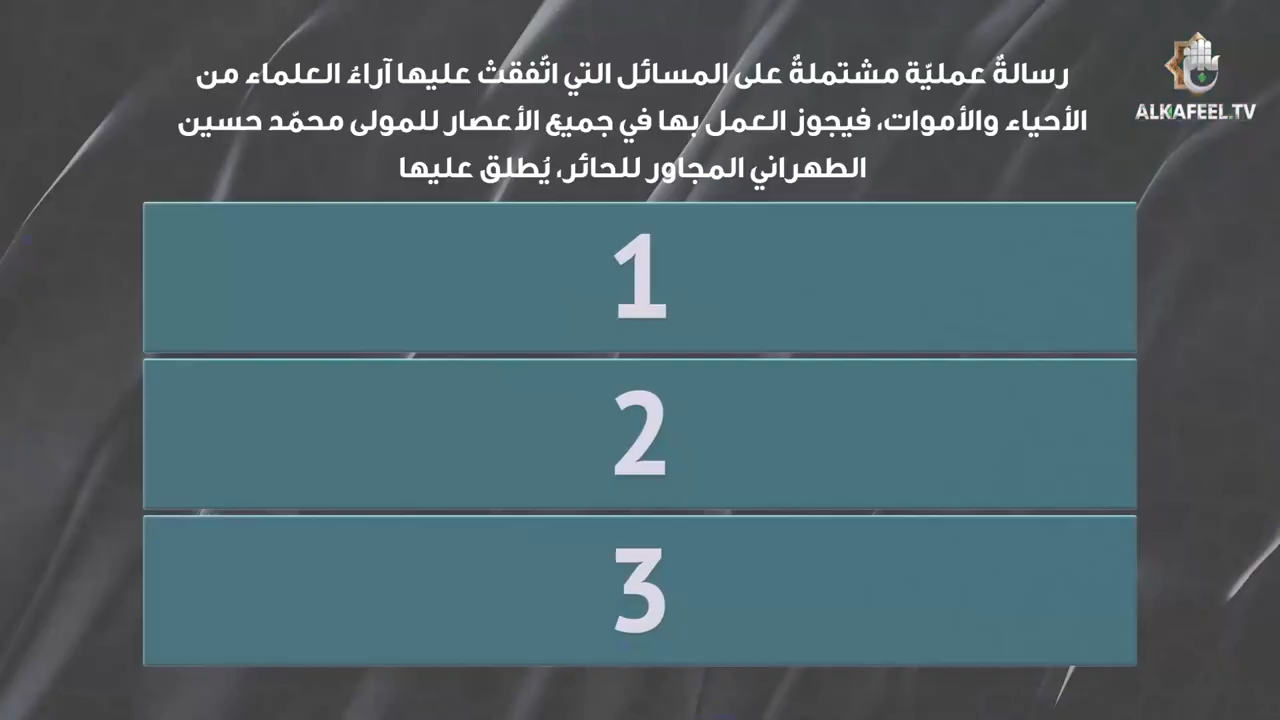 رسالةٌ عمليّة مشتملةٌ على المسائل التي اتّفقتْ عليها آراءُ العلماء من
الأحياء والأموات، فيجوز العمل بها في جميع الأعصار للمولى محمّد حسين
الطهراني المجاور للحائر، يُطلق عليها
ALKAFEEL.TV
1
2
3